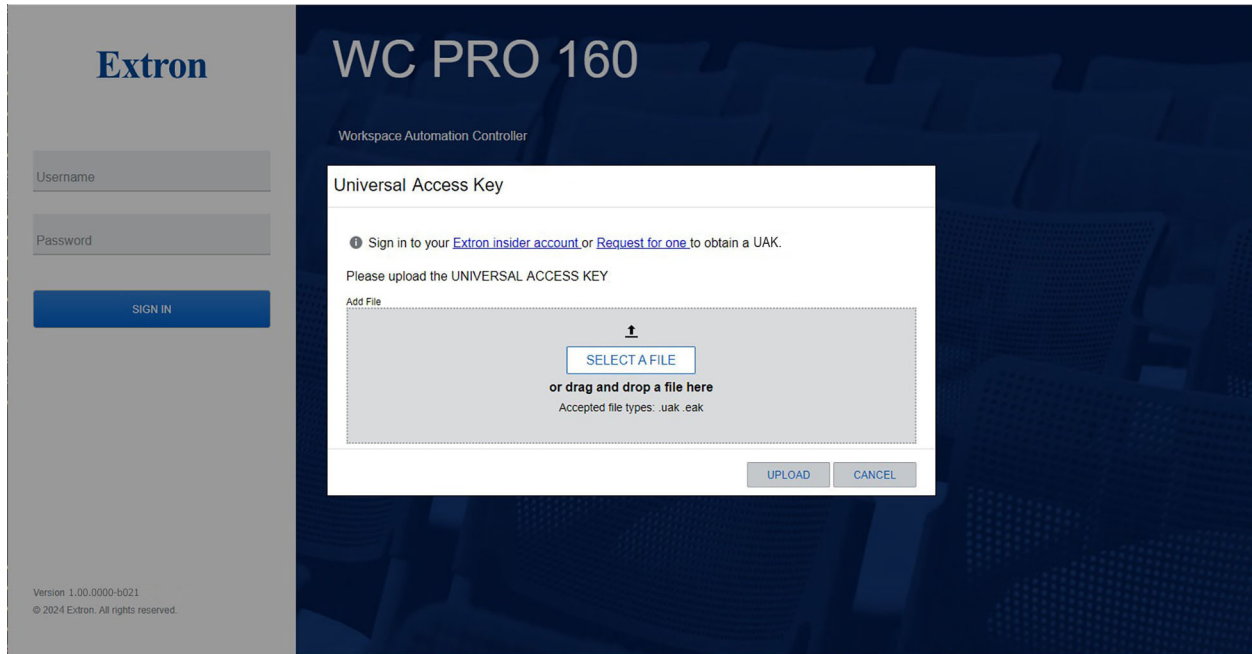 Extron
Username
Password
SIGN IN
Version 1.00.0000-b021
© 2024 Extron. All rights reserved.
WC PRO 160
Workspace Automation Controller
Universal Access Key
Sign in to your Extron insider account or Request for one to obtain a UAK.
Please upload the UNIVERSAL ACCESS KEY
Add File
SELECT A FILE
or drag and drop a file here
Accepted file types: .uak .eak
UPLOAD CANCEL